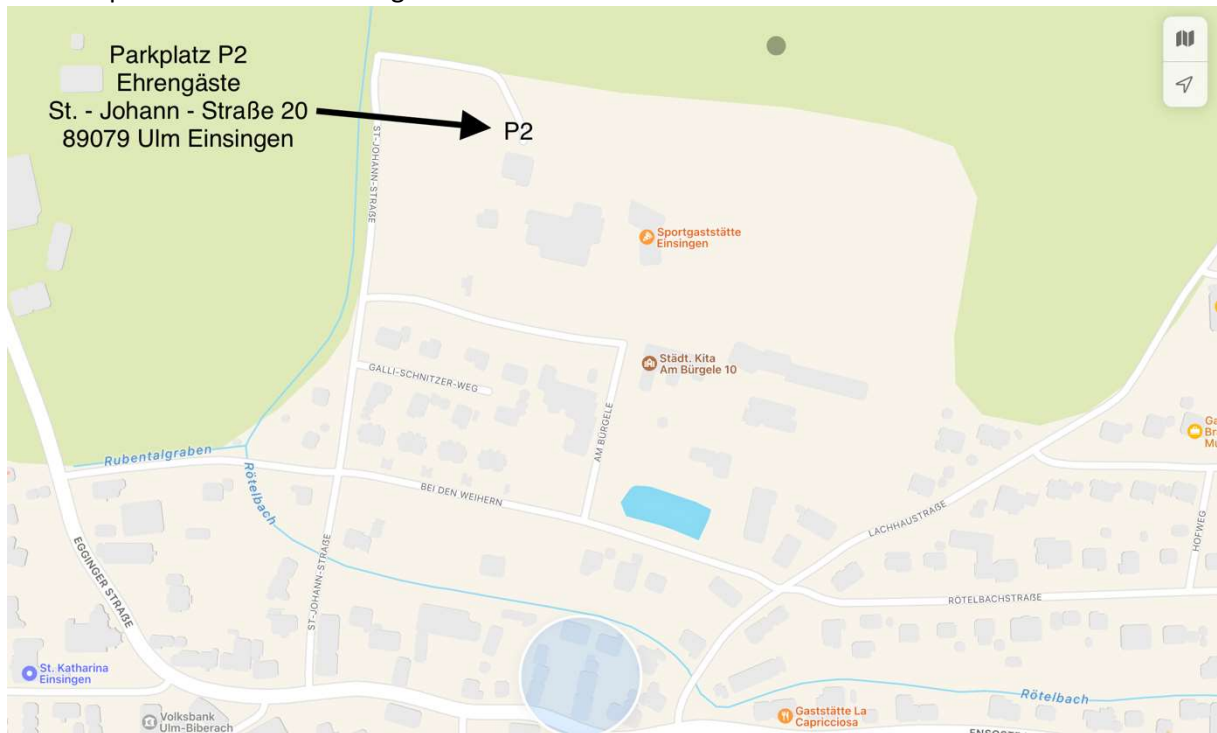 Parkplatz P2
Ehrengäste
St. - Johann - Straße 20
89079 Ulm Einsingen
P2
ST-JOHANN-STRAßE
Sportgaststätte
Einsingen
Städt. Kita
Am Bürgele 10
GALLI-SCHNITZER-WEG
AM BÜRGELE
Rubentalgraben
Rötelbach
BEI DEN WEIHERN
LACHHAUSTRAßE
HOFWEG
EGGINGER STRAßE
ST-JOHANN-STRAßE
RÖTELBACHSTRAßE
St. Katharina
Einsingen
Volksbank
Ulm-Biberach
Rötelbach
Gaststätte La
Capricciosa